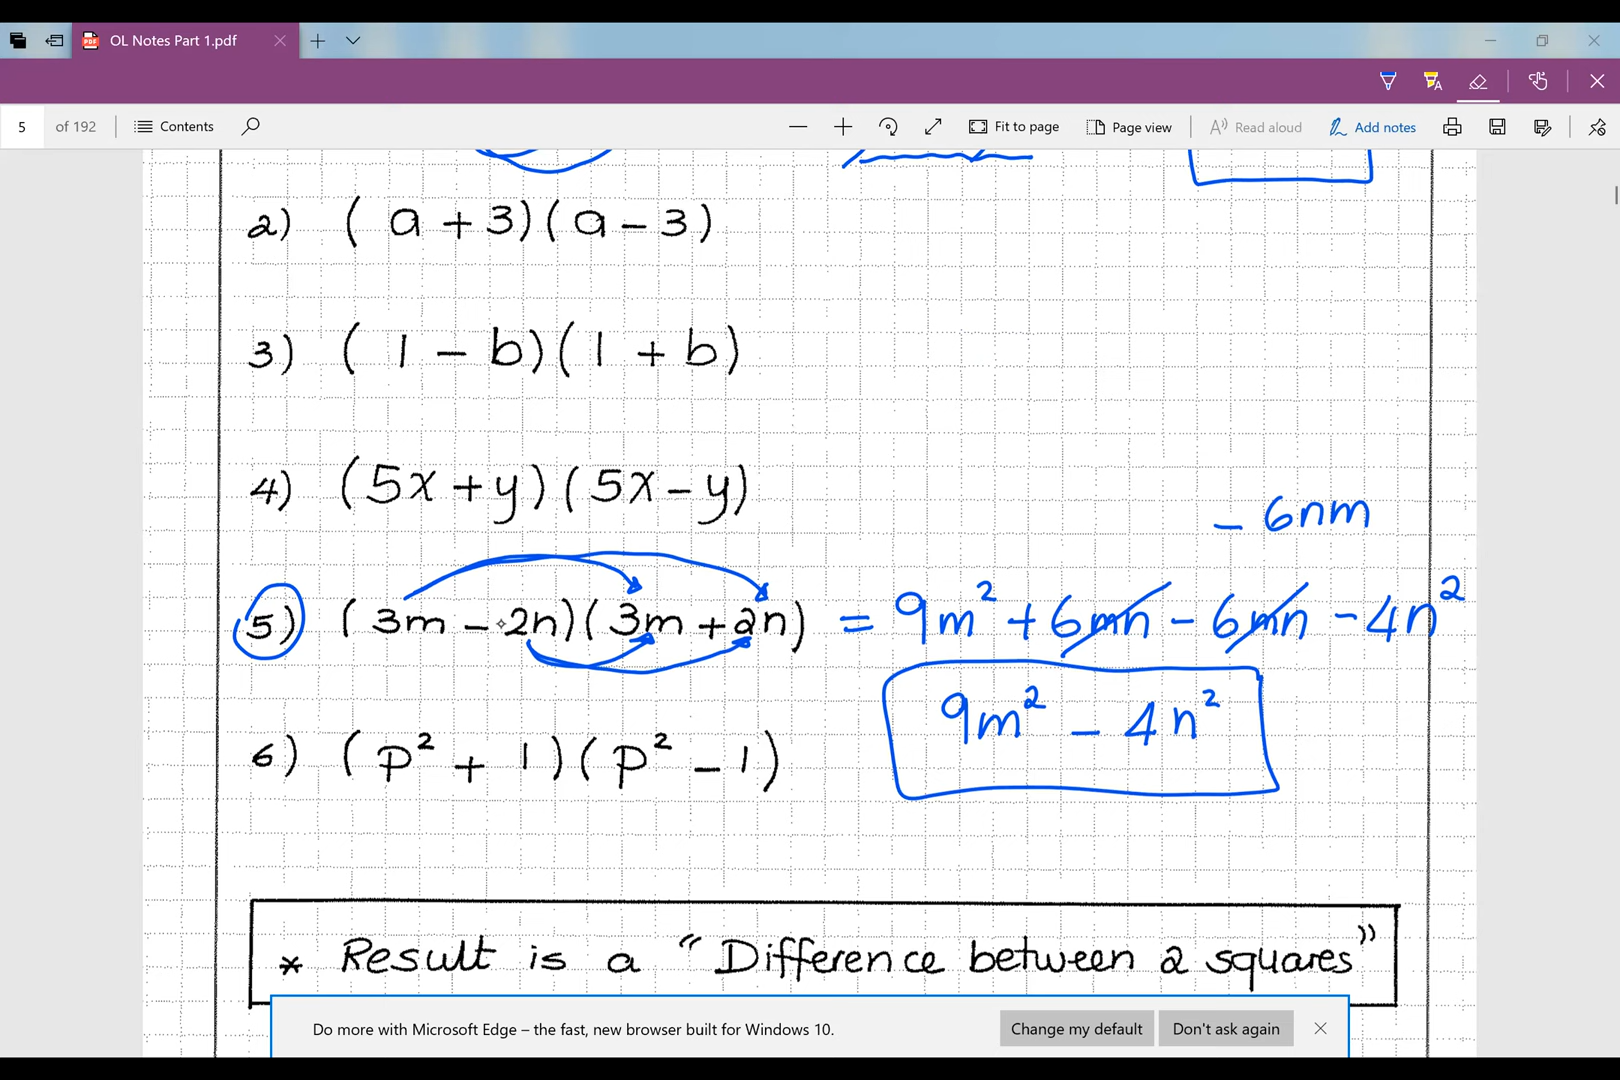 OL Notes Part 1.pdf
5 of 192 Contents Fit to page Page view Read aloud Add notes
2) (a + 3)(a - 3)
3) (1 - b)(1 + b)
4) (5x + y)(5x - y)
- 6nm
5) (3m - 2n)(3m + 2n) = 9m² + 6mn - 6mn - 4n²
9m² - 4n²
6) (p² + 1)(p² - 1)
* Result is a "Difference between 2 squares"
Do more with Microsoft Edge – the fast, new browser built for Windows 10. Change my default Don't ask again